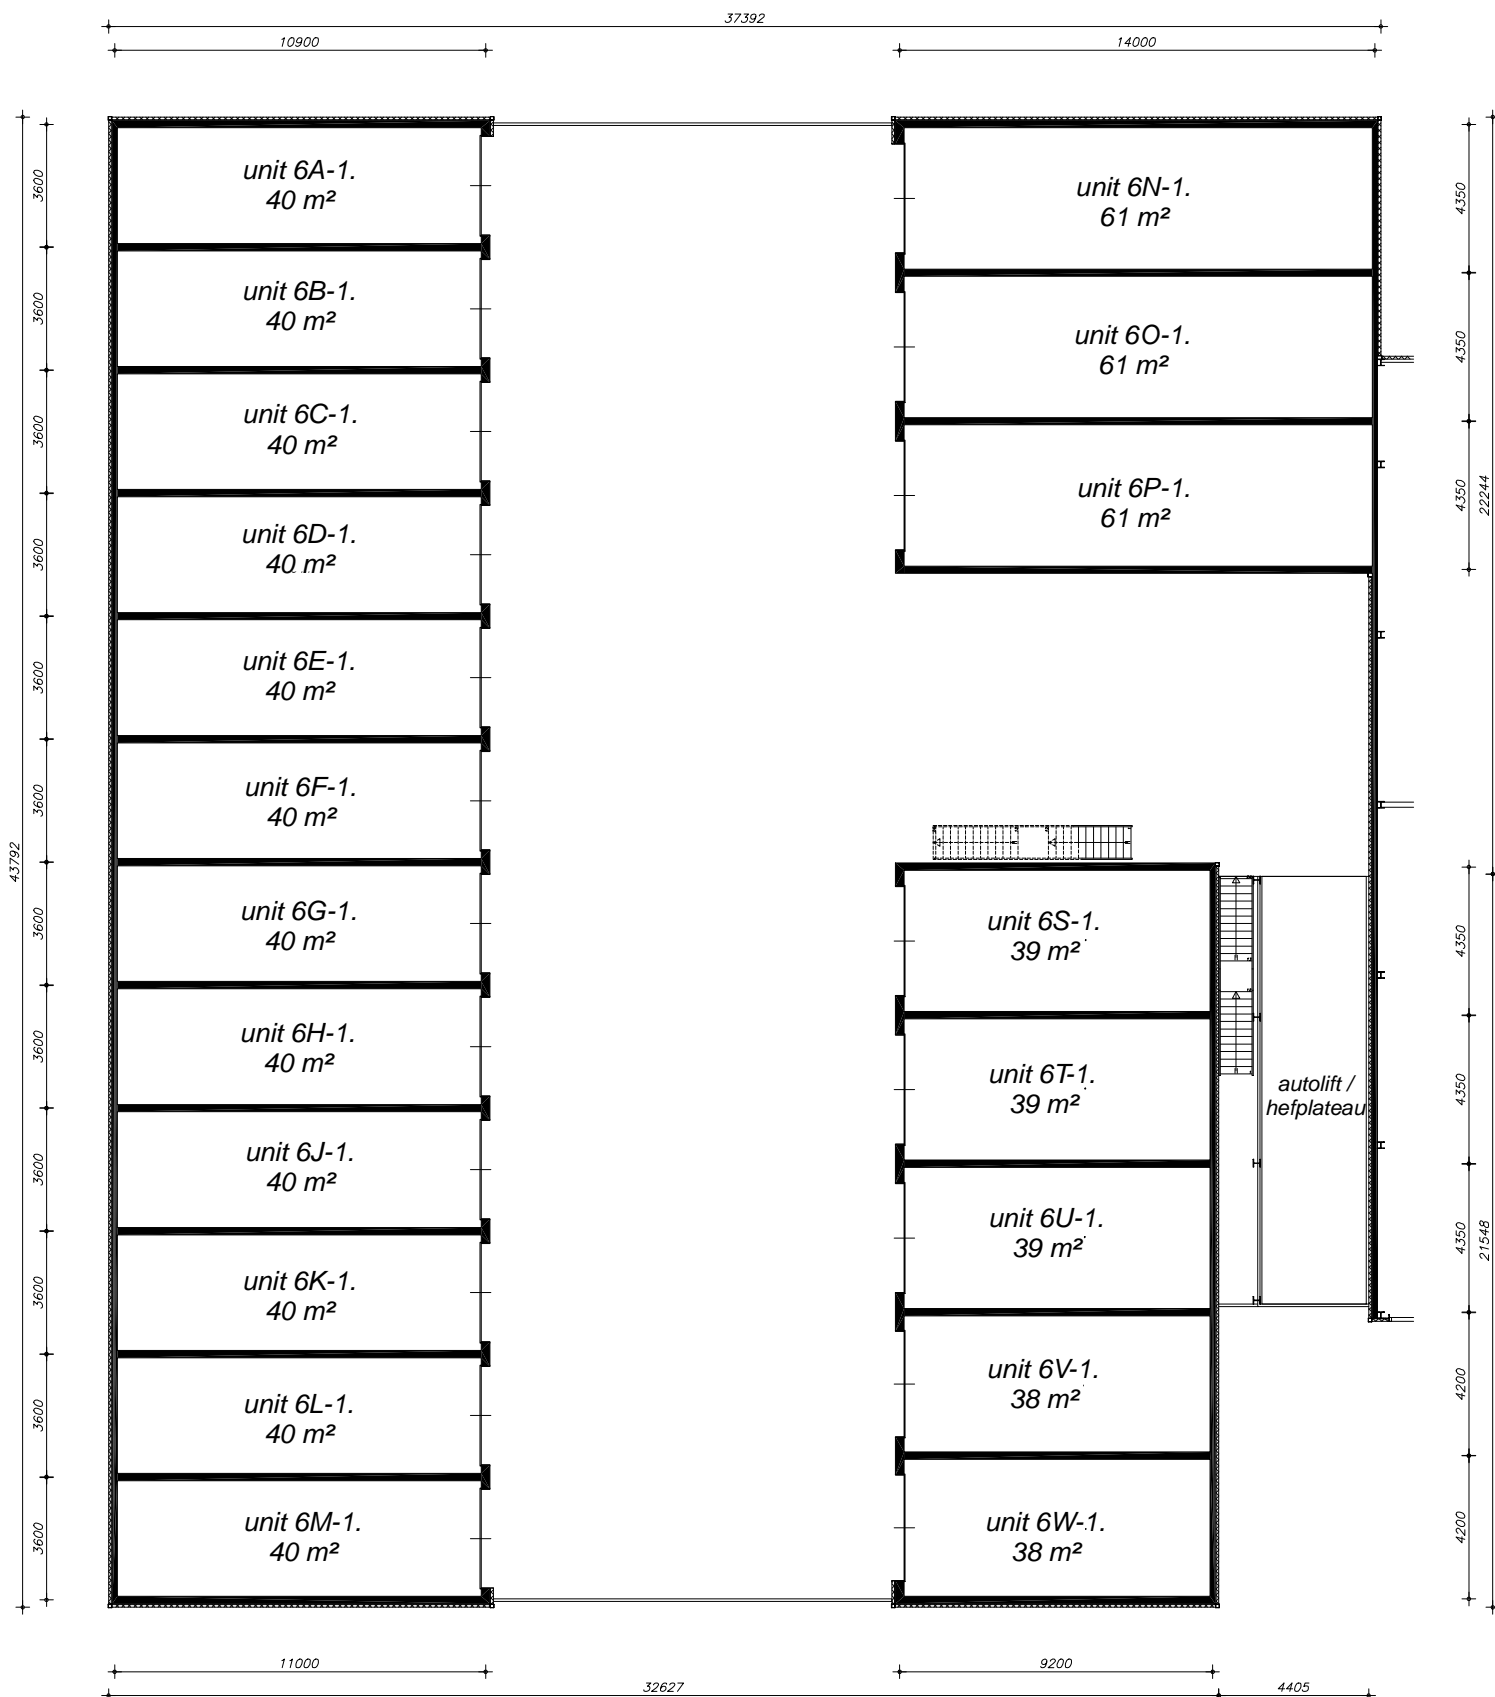 37392
10900
14000
unit 6A-1.
40 m²
unit 6B-1.
40 m²
unit 6C-1.
40 m²
unit 6D-1.
40 m²
unit 6E-1.
40 m²
unit 6F-1.
40 m²
unit 6G-1.
40 m²
unit 6H-1.
40 m²
unit 6J-1.
40 m²
unit 6K-1.
40 m²
unit 6L-1.
40 m²
unit 6M-1.
40 m²
3600
3600
3600
3600
3600
3600
3600
3600
3600
3600
3600
3600
43792
unit 6N-1.
61 m²
unit 6O-1.
61 m²
unit 6P-1.
61 m²
4350
4350
4350
22244
unit 6S-1.
39 m²
unit 6T-1.
39 m²
unit 6U-1.
39 m²
unit 6V-1.
38 m²
unit 6W-1.
38 m²
autolift /
hefplateau
4350
4350
4350
4200
4200
21548
11000
9200
32627
4405